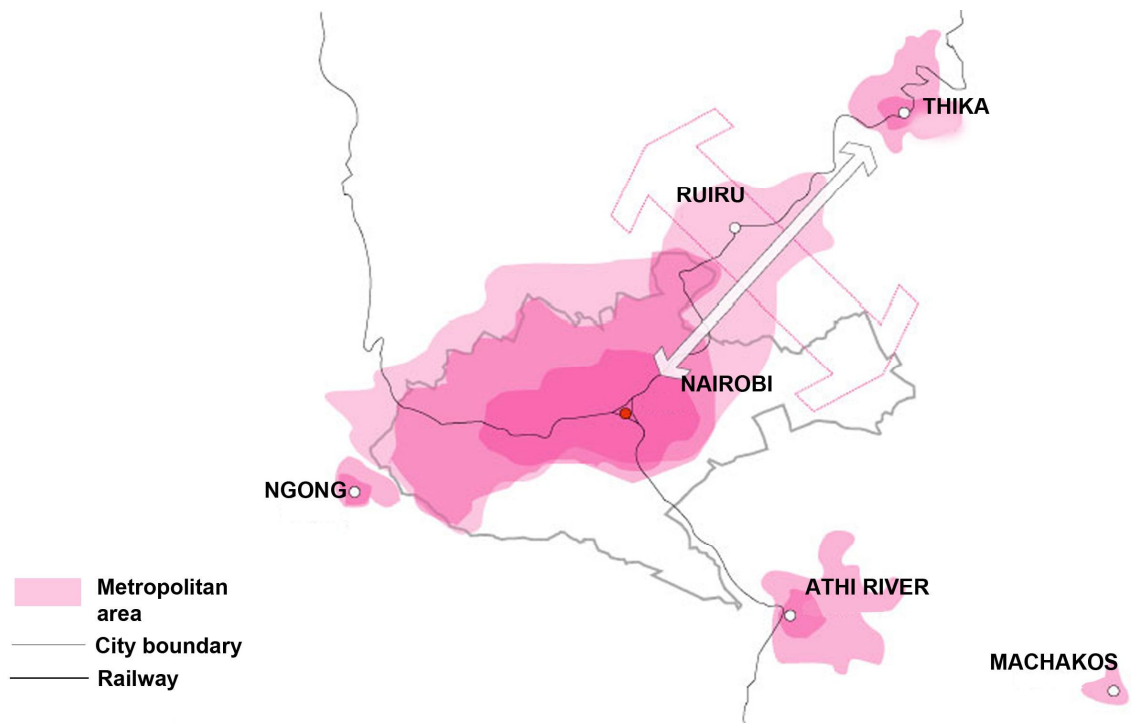 THIKA
RUIRU
NAIROBI
NGONG
ATHI RIVER
MACHAKOS
Metropolitan
area
City boundary
Railway